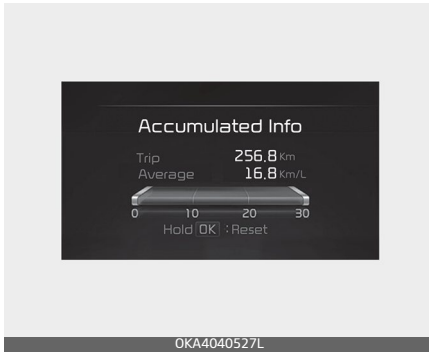 Accumulated Info
Trip 256.8 Km
Average 16.8 Km/L
0 10 20 30
Hold OK : Reset
OKA4040527L